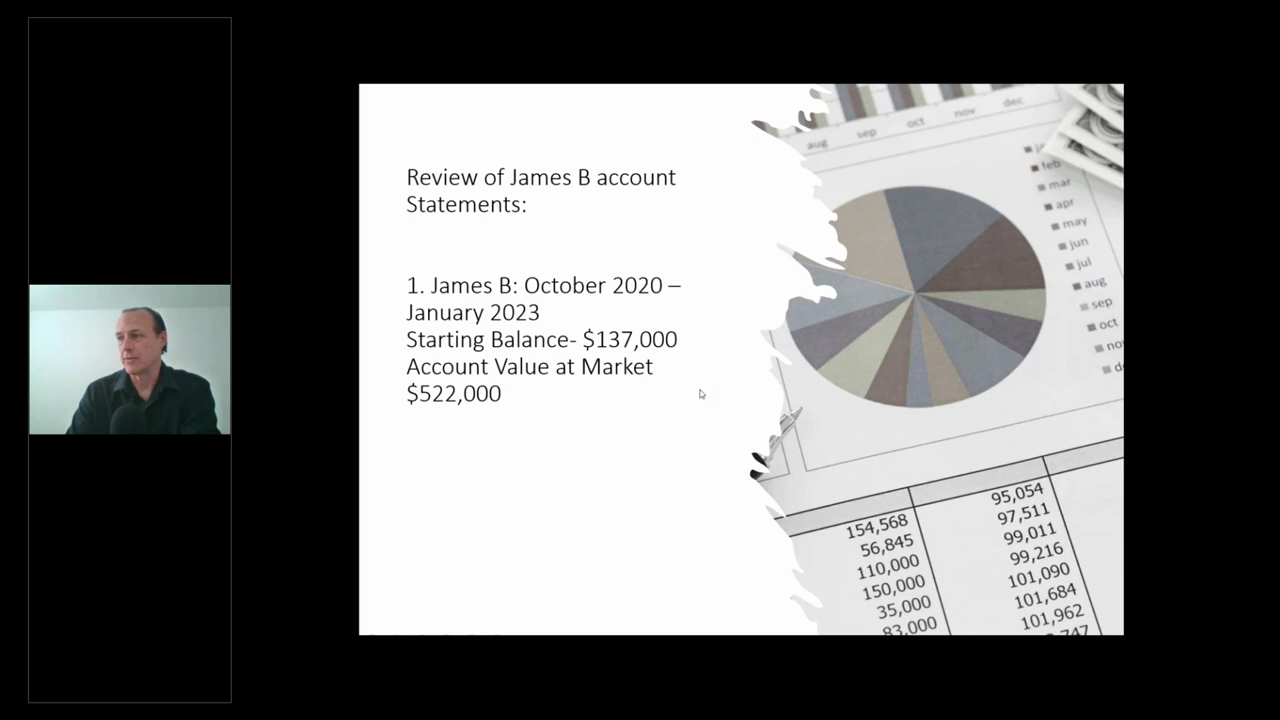 Review of James B account
Statements:
1. James B: October 2020 –
January 2023
Starting Balance- $137,000
Account Value at Market
$522,000
aug
sep
oct
nov
dec
feb
mar
apr
may
jun
jul
aug
sep
oct
154,568
56,845
110,000
150,000
35,000
83,000
95,054
97,511
99,011
99,216
101,090
101,684
101,962